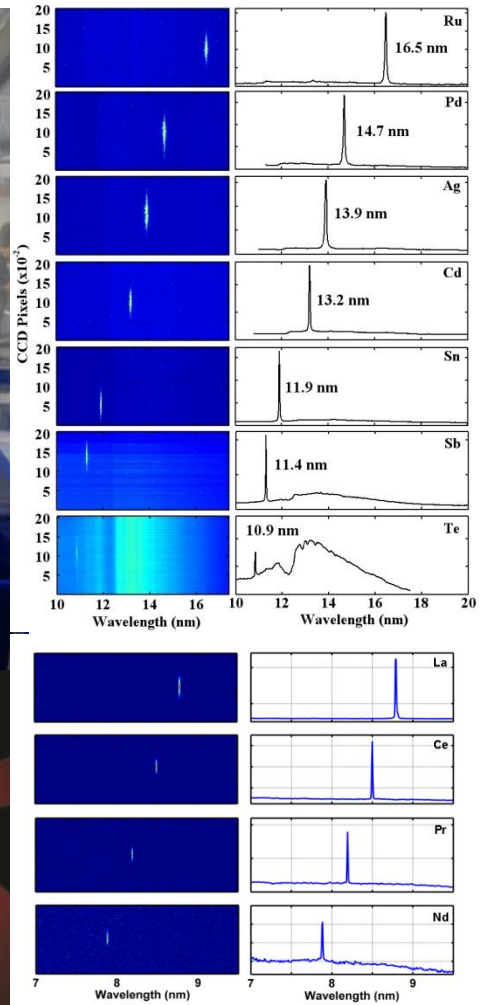 20
15
10
5
Ru
16.5 nm
20
15
10
5
Pd
14.7 nm
20
15
10
5
Ag
13.9 nm
CCD Pixels (x10⁻²)
20
15
10
5
Cd
13.2 nm
20
15
10
5
Sn
11.9 nm
20
15
10
5
Sb
11.4 nm
20
15
10
5
Te
10.9 nm
10 12 14 16
10 12 14 16 18 20
Wavelength (nm)
Wavelength (nm)
La
Ce
Pr
Nd
7 8 9
7 8 9
Wavelength (nm)
Wavelength (nm)